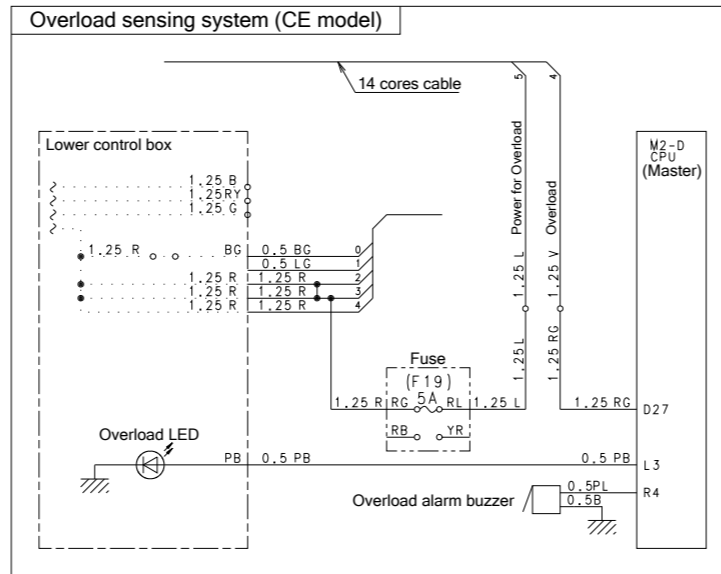 Overload sensing system (CE model)
14 cores cable
5
4
Lower control box
M2-D
CPU
(Master)
Power for Overload
Overload
1.25 B
1.25RY
1.25 G
1.25 R
BG
0.5 BG
0
0.5 LG
1
1.25 R
1.25 R
2
1.25 R
1.25 R
3
1.25 R
1.25 R
4
1.25 L
1.25 V
1.25L
1.25RG
Fuse
(F19)
5A
1.25 R
RG
RL
1.25 L
1.25 RG
D27
RB
YR
Overload LED
PB
0.5 PB
0.5 PB
L3
Overload alarm buzzer
0.5PL
R4
0.5B